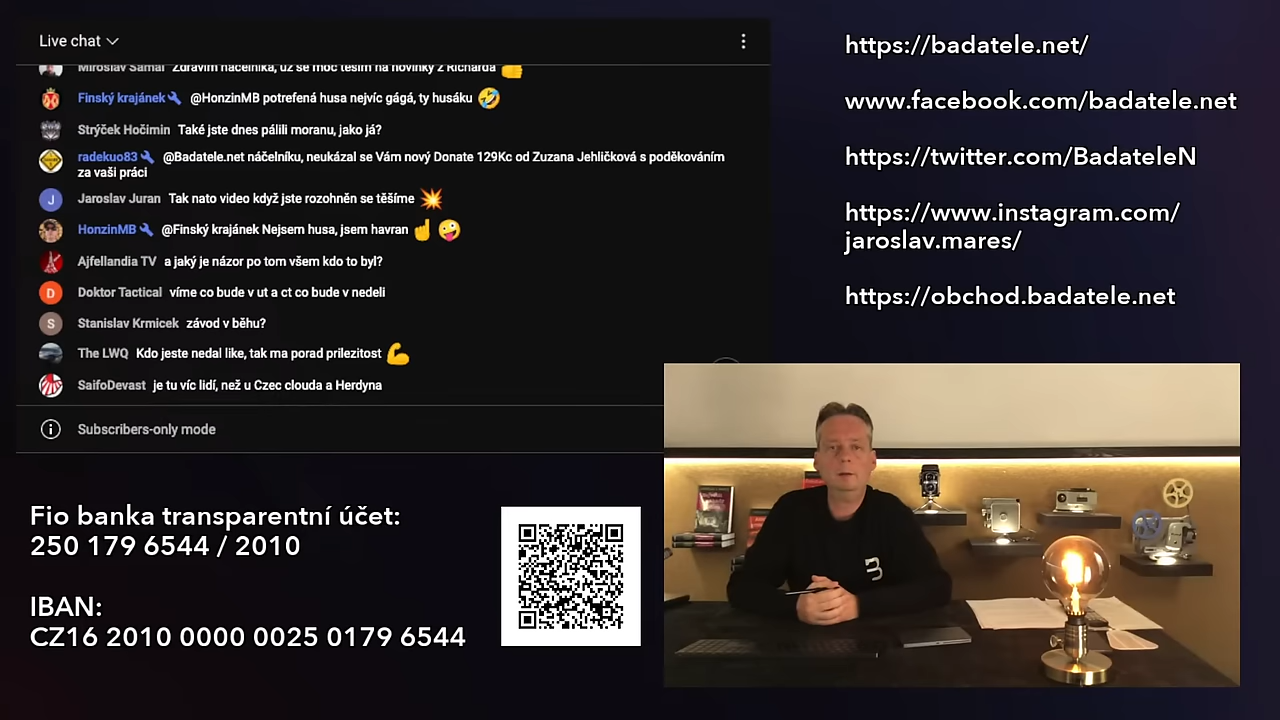 Live chat
Miroslav Samal Zdravím náčelníka, už se moc těším na novinky z Richarda
Finský krajánek @HonzinMB potrefená husa nejvíc gágá, ty husáku
Strýček Hočimin Také jste dnes pálili moranu, jako já?
radekuo83 @Badatele.net náčelníku, neukázal se Vám nový Donate 129Kc od Zuzana Jehličková s poděkováním
za vaši práci
J Jaroslav Juran Tak nato video když jste rozohněn se těšíme
HonzinMB @Finský krajánek Nejsem husa, jsem havran
Ajfellandia TV a jaký je názor po tom všem kdo to byl?
D Doktor Tactical víme co bude v ut a ct co bude v nedeli
S Stanislav Krmicek závod v běhu?
The LWQ Kdo jeste nedal like, tak ma porad prilezitost
SaifoDevast je tu víc lidí, než u Czec clouda a Herdyna
Subscribers-only mode
https://badatele.net/
www.facebook.com/badatele.net
https://twitter.com/BadateleN
https://www.instagram.com/
jaroslav.mares/
https://obchod.badatele.net
Fio banka transparentní účet:
250 179 6544 / 2010
IBAN:
CZ16 2010 0000 0025 0179 6544